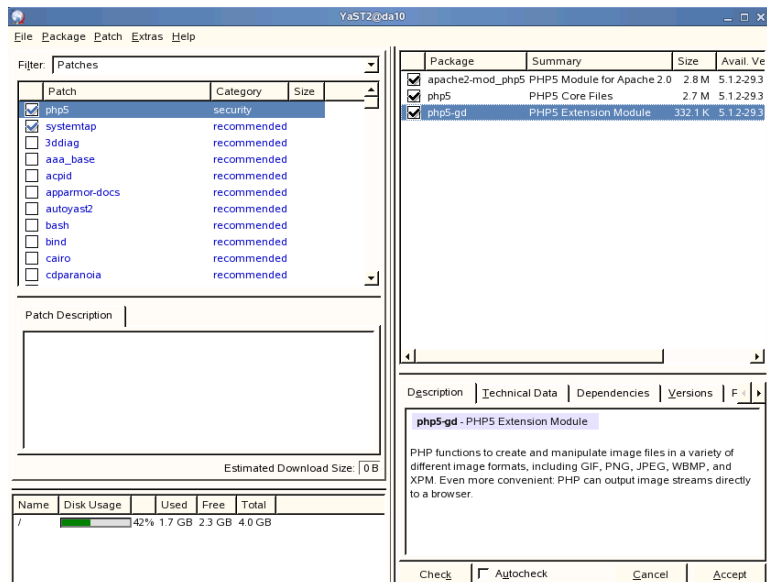 YaST2@da10
File Package Patch Extras Help
Filter: Patches
Patch Category Size
php5 security
systemtap recommended
3ddiag recommended
aaa_base recommended
acpid recommended
apparmor-docs recommended
autoyast2 recommended
bash recommended
bind recommended
cairo recommended
cdparanoia recommended
Patch Description
Estimated Download Size: 0 B
Name Disk Usage Used Free Total
/ 42% 1.7 GB 2.3 GB 4.0 GB
Package Summary Size Avail. Ve
apache2-mod_php5 PHP5 Module for Apache 2.0 2.8 M 5.1.2-29.3
php5 PHP5 Core Files 2.7 M 5.1.2-29.3
php5-gd PHP5 Extension Module 332.1 K 5.1.2-29.3
Description Technical Data Dependencies Versions F
php5-gd - PHP5 Extension Module
PHP functions to create and manipulate image files in a variety of
different image formats, including GIF, PNG, JPEG, WBMP, and
XPM. Even more convenient: PHP can output image streams directly
to a browser.
Check Autocheck Cancel Accept